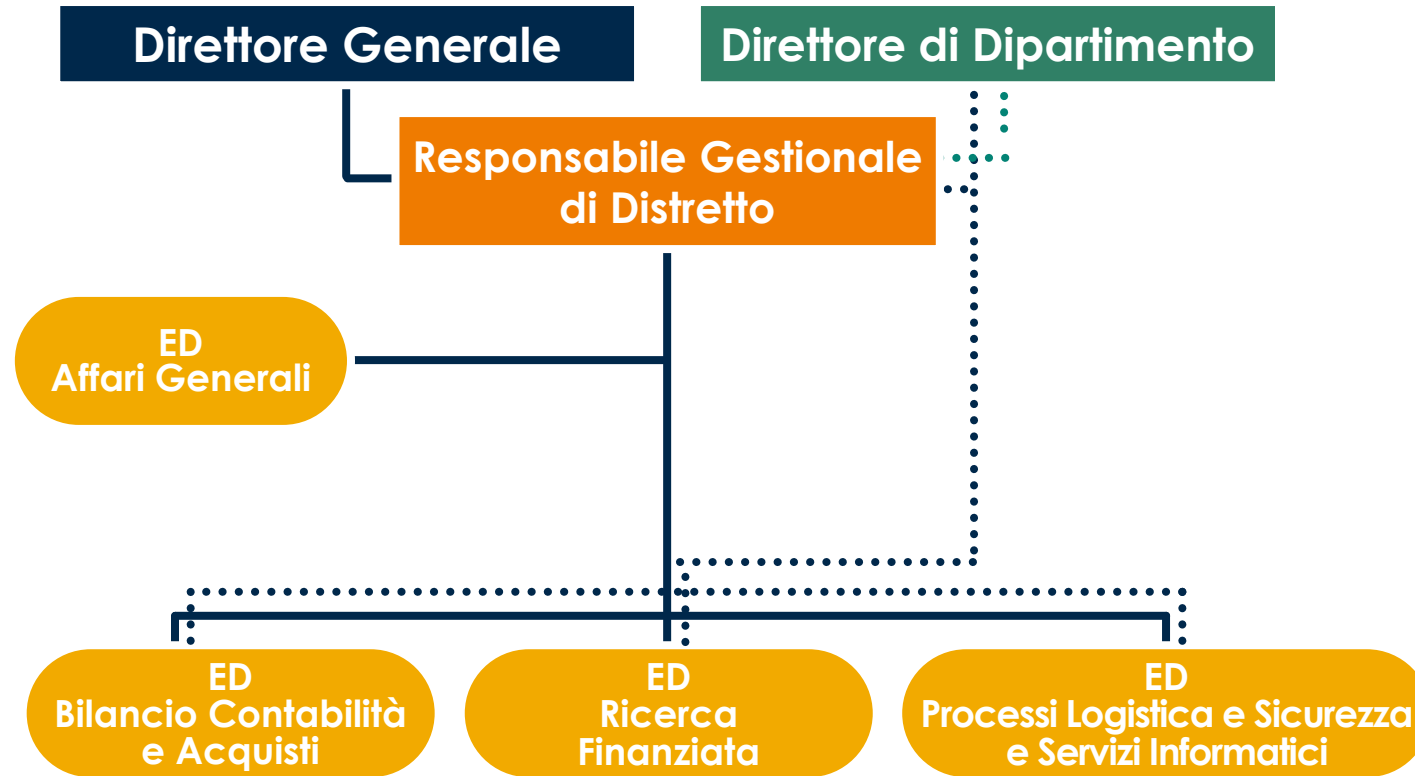 Direttore Generale
Direttore di Dipartimento
Responsabile Gestionale
di Distretto
ED
Affari Generali
ED
Bilancio Contabilità
e Acquisti
ED
Ricerca
Finanziata
ED
Processi Logistica e Sicurezza
e Servizi Informatici